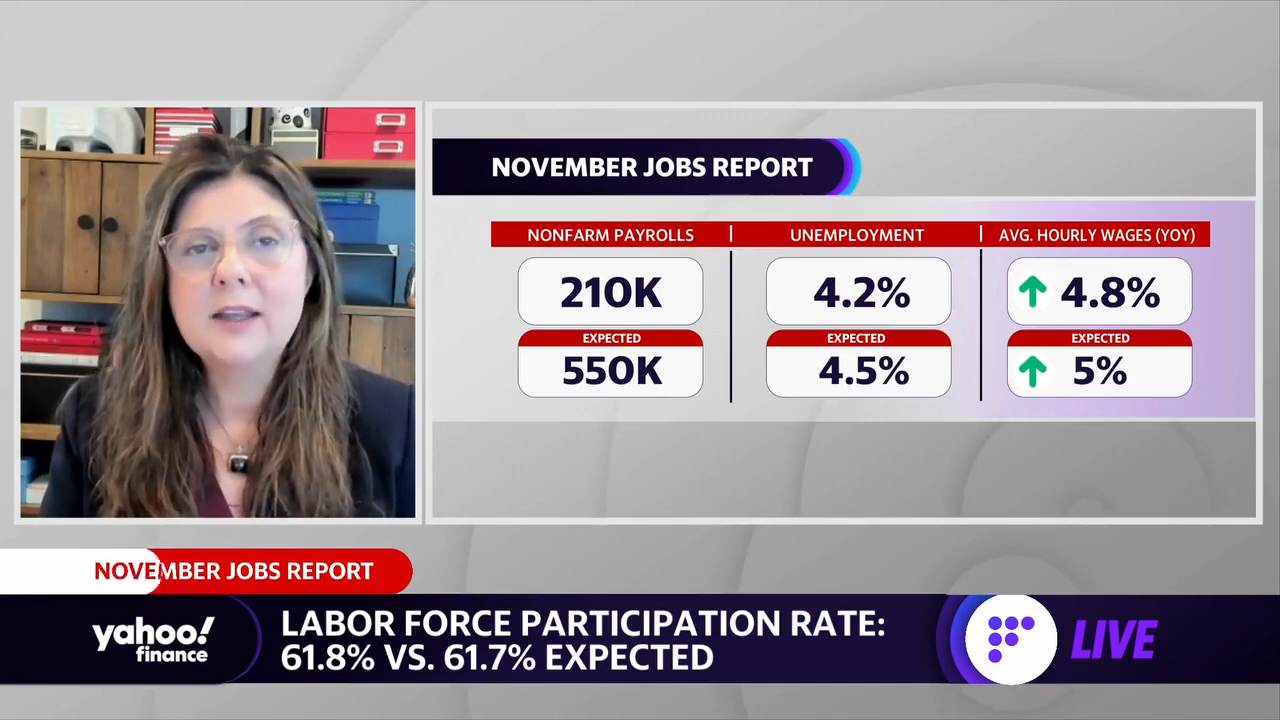 NOVEMBER JOBS REPORT
NONFARM PAYROLLS
UNEMPLOYMENT
AVG. HOURLY WAGES (YOY)
210K
4.2%
4.8%
EXPECTED
EXPECTED
EXPECTED
550K
4.5%
5%
NOVEMBER JOBS REPORT
yahoo!
finance
LABOR FORCE PARTICIPATION RATE:
61.8% VS. 61.7% EXPECTED
LIVE